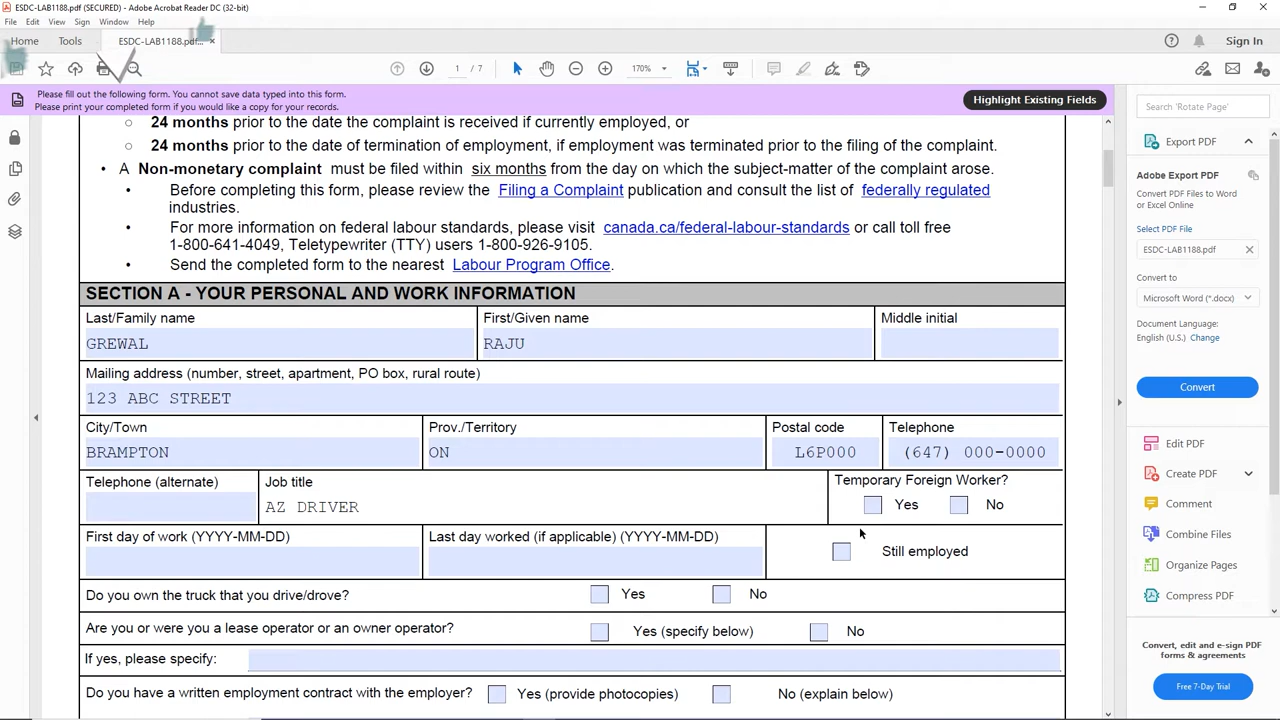 ESDC-LAB1188.pdf (SECURED) - Adobe Acrobat Reader DC (32-bit)
File Edit View Sign Window Help
Home Tools ESDC-LAB1188.pdf... × Sign In
1 / 7 170%
Please fill out the following form. You cannot save data typed into this form.
Please print your completed form if you would like a copy for your records.
Highlight Existing Fields
24 months prior to the date the complaint is received if currently employed, or
24 months prior to the date of termination of employment, if employment was terminated prior to the filing of the complaint.
• A Non-monetary complaint must be filed within six months from the day on which the subject-matter of the complaint arose.
• Before completing this form, please review the Filing a Complaint publication and consult the list of federally regulated
industries.
• For more information on federal labour standards, please visit canada.ca/federal-labour-standards or call toll free
1-800-641-4049, Teletypewriter (TTY) users 1-800-926-9105.
• Send the completed form to the nearest Labour Program Office.
SECTION A - YOUR PERSONAL AND WORK INFORMATION
Last/Family name First/Given name Middle initial
GREWAL RAJU
Mailing address (number, street, apartment, PO box, rural route)
123 ABC STREET
City/Town Prov./Territory Postal code Telephone
BRAMPTON ON L6P000 (647) 000-0000
Telephone (alternate) Job title Temporary Foreign Worker?
AZ DRIVER Yes No
First day of work (YYYY-MM-DD) Last day worked (if applicable) (YYYY-MM-DD)
Still employed
Do you own the truck that you drive/drove? Yes No
Are you or were you a lease operator or an owner operator? Yes (specify below) No
If yes, please specify:
Do you have a written employment contract with the employer? Yes (provide photocopies) No (explain below)
Search 'Rotate Page'
Export PDF
Adobe Export PDF
Convert PDF Files to Word
or Excel Online
Select PDF File
ESDC-LAB1188.pdf ×
Convert to
Microsoft Word (*.docx)
Document Language:
English (U.S.) Change
Convert
Edit PDF
Create PDF
Comment
Combine Files
Organize Pages
Compress PDF
Convert, edit and e-sign PDF
forms & agreements
Free 7-Day Trial